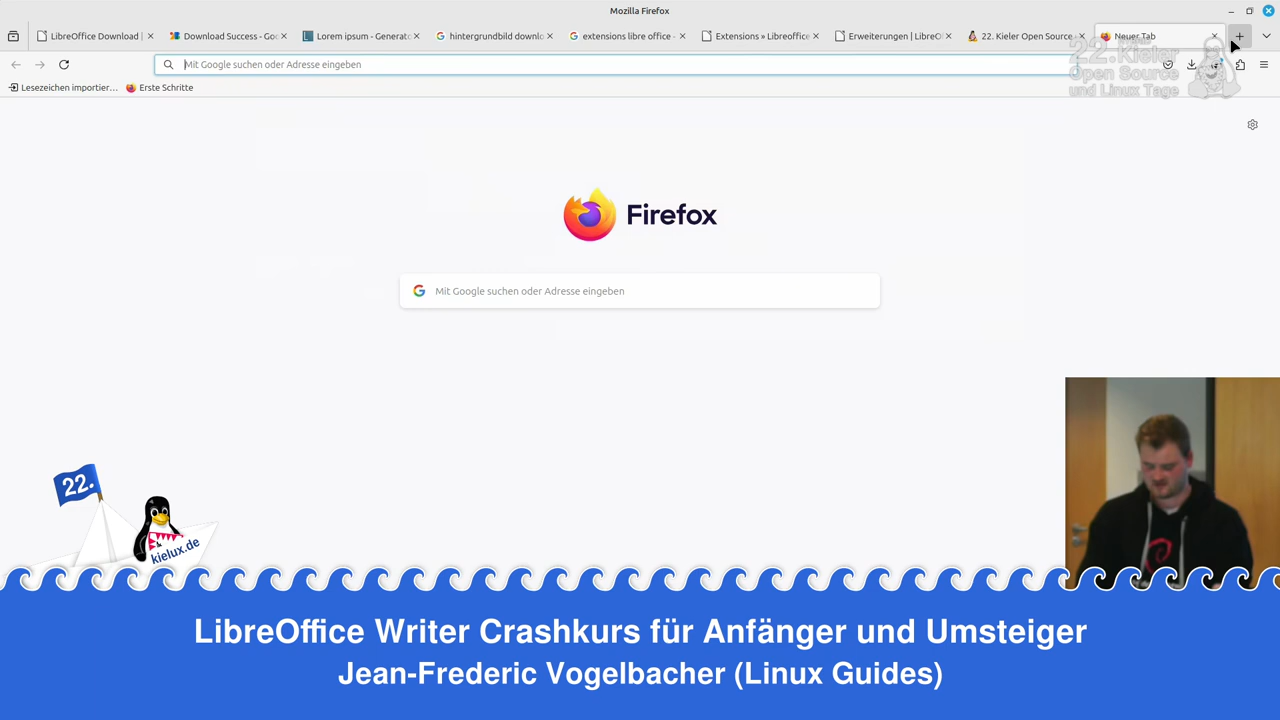 Mozilla Firefox
LibreOffice Download |
Download Success - Goo
Lorem ipsum - Generato
hintergrundbild downlo
extensions libre office -
Extensions » Libreoffice
Erweiterungen | LibreO
22. Kieler Open Source
Neuer Tab
Mit Google suchen oder Adresse eingeben
22. Kieler
Open Source
und Linux Tage
Lesezeichen importier…
Erste Schritte
Firefox
Mit Google suchen oder Adresse eingeben
22.
kielux.de
LibreOffice Writer Crashkurs für Anfänger und Umsteiger
Jean-Frederic Vogelbacher (Linux Guides)